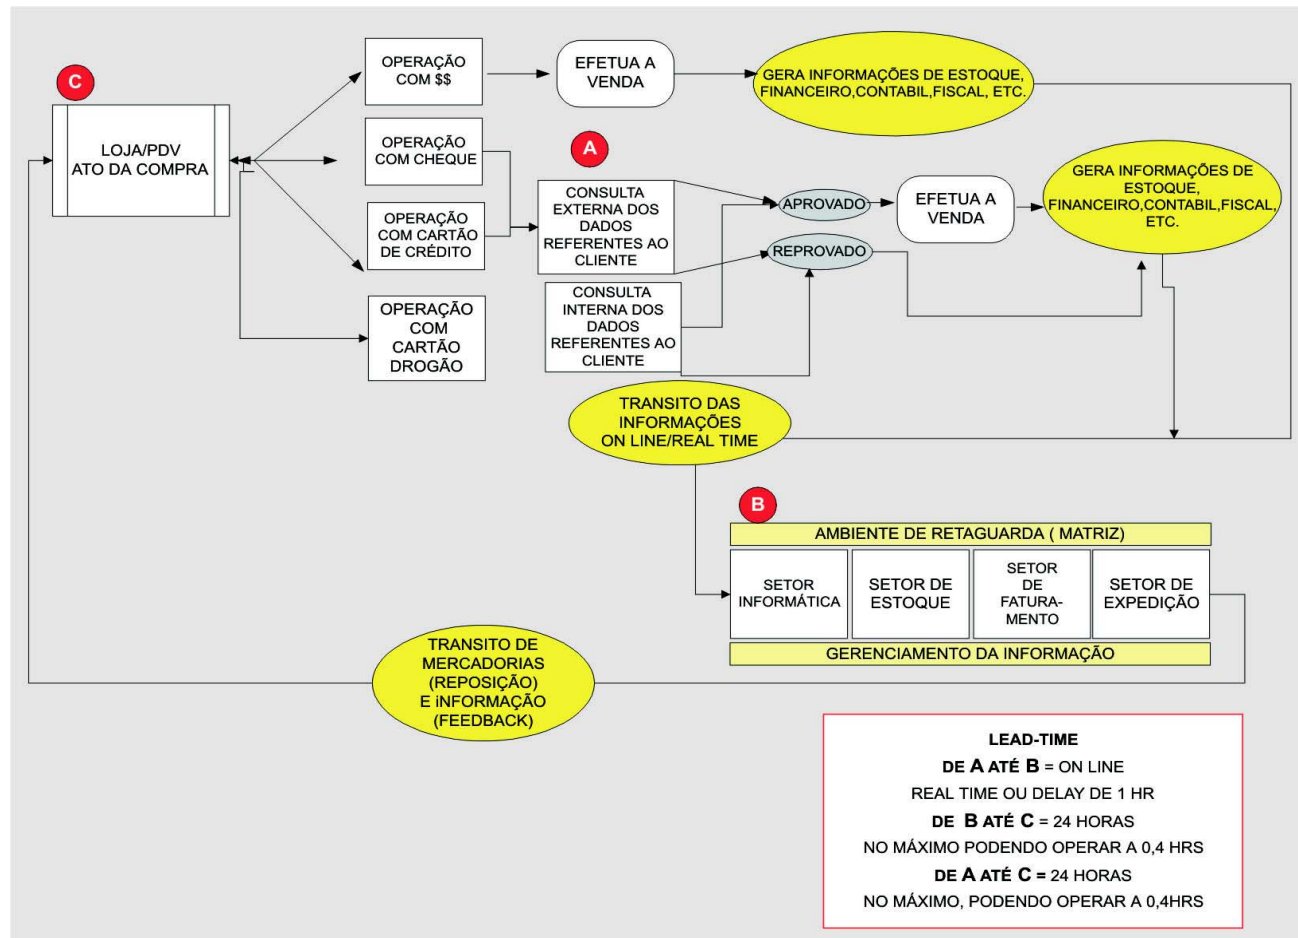 C
LOJA/PDV
ATO DA COMPRA
OPERAÇÃO
COM $$
EFETUA A
VENDA
GERA INFORMAÇÕES DE ESTOQUE,
FINANCEIRO,CONTABIL,FISCAL, ETC.
OPERAÇÃO
COM CHEQUE
OPERAÇÃO
COM CARTÃO
DE CRÉDITO
OPERAÇÃO
COM
CARTÃO
DROGÃO
A
CONSULTA
EXTERNA DOS
DADOS
REFERENTES AO
CLIENTE
CONSULTA
INTERNA DOS
DADOS
REFERENTES AO
CLIENTE
APROVADO
REPROVADO
EFETUA A
VENDA
GERA INFORMAÇÕES DE
ESTOQUE,
FINANCEIRO,CONTABIL,FISCAL,
ETC.
TRANSITO DAS
INFORMAÇÕES
ON LINE/REAL TIME
B
AMBIENTE DE RETAGUARDA ( MATRIZ)
SETOR
INFORMÁTICA
SETOR DE
ESTOQUE
SETOR
DE
FATURA-
MENTO
SETOR DE
EXPEDIÇÃO
GERENCIAMENTO DA INFORMAÇÃO
TRANSITO DE
MERCADORIAS
(REPOSIÇÃO)
E iNFORMAÇÃO
(FEEDBACK)
LEAD-TIME
DE A ATÉ B = ON LINE
REAL TIME OU DELAY DE 1 HR
DE B ATÉ C = 24 HORAS
NO MÁXIMO PODENDO OPERAR A 0,4 HRS
DE A ATÉ C = 24 HORAS
NO MÁXIMO, PODENDO OPERAR A 0,4HRS